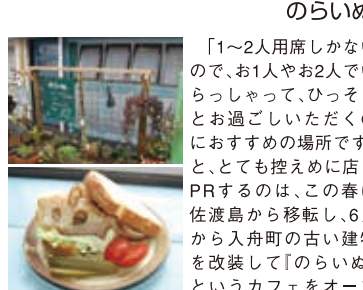 のらいぬ
「1〜2人用席しかない
ので、お1人やお2人でい
らっしゃって、ひっそり
とお過ごしいただくの
におすすめの場所です
と、とても控えめに店
PRするのは、この春に
佐渡島から移転し、6月
から入舟町の古い建物
を改装して『のらいぬ
というカフェをオー